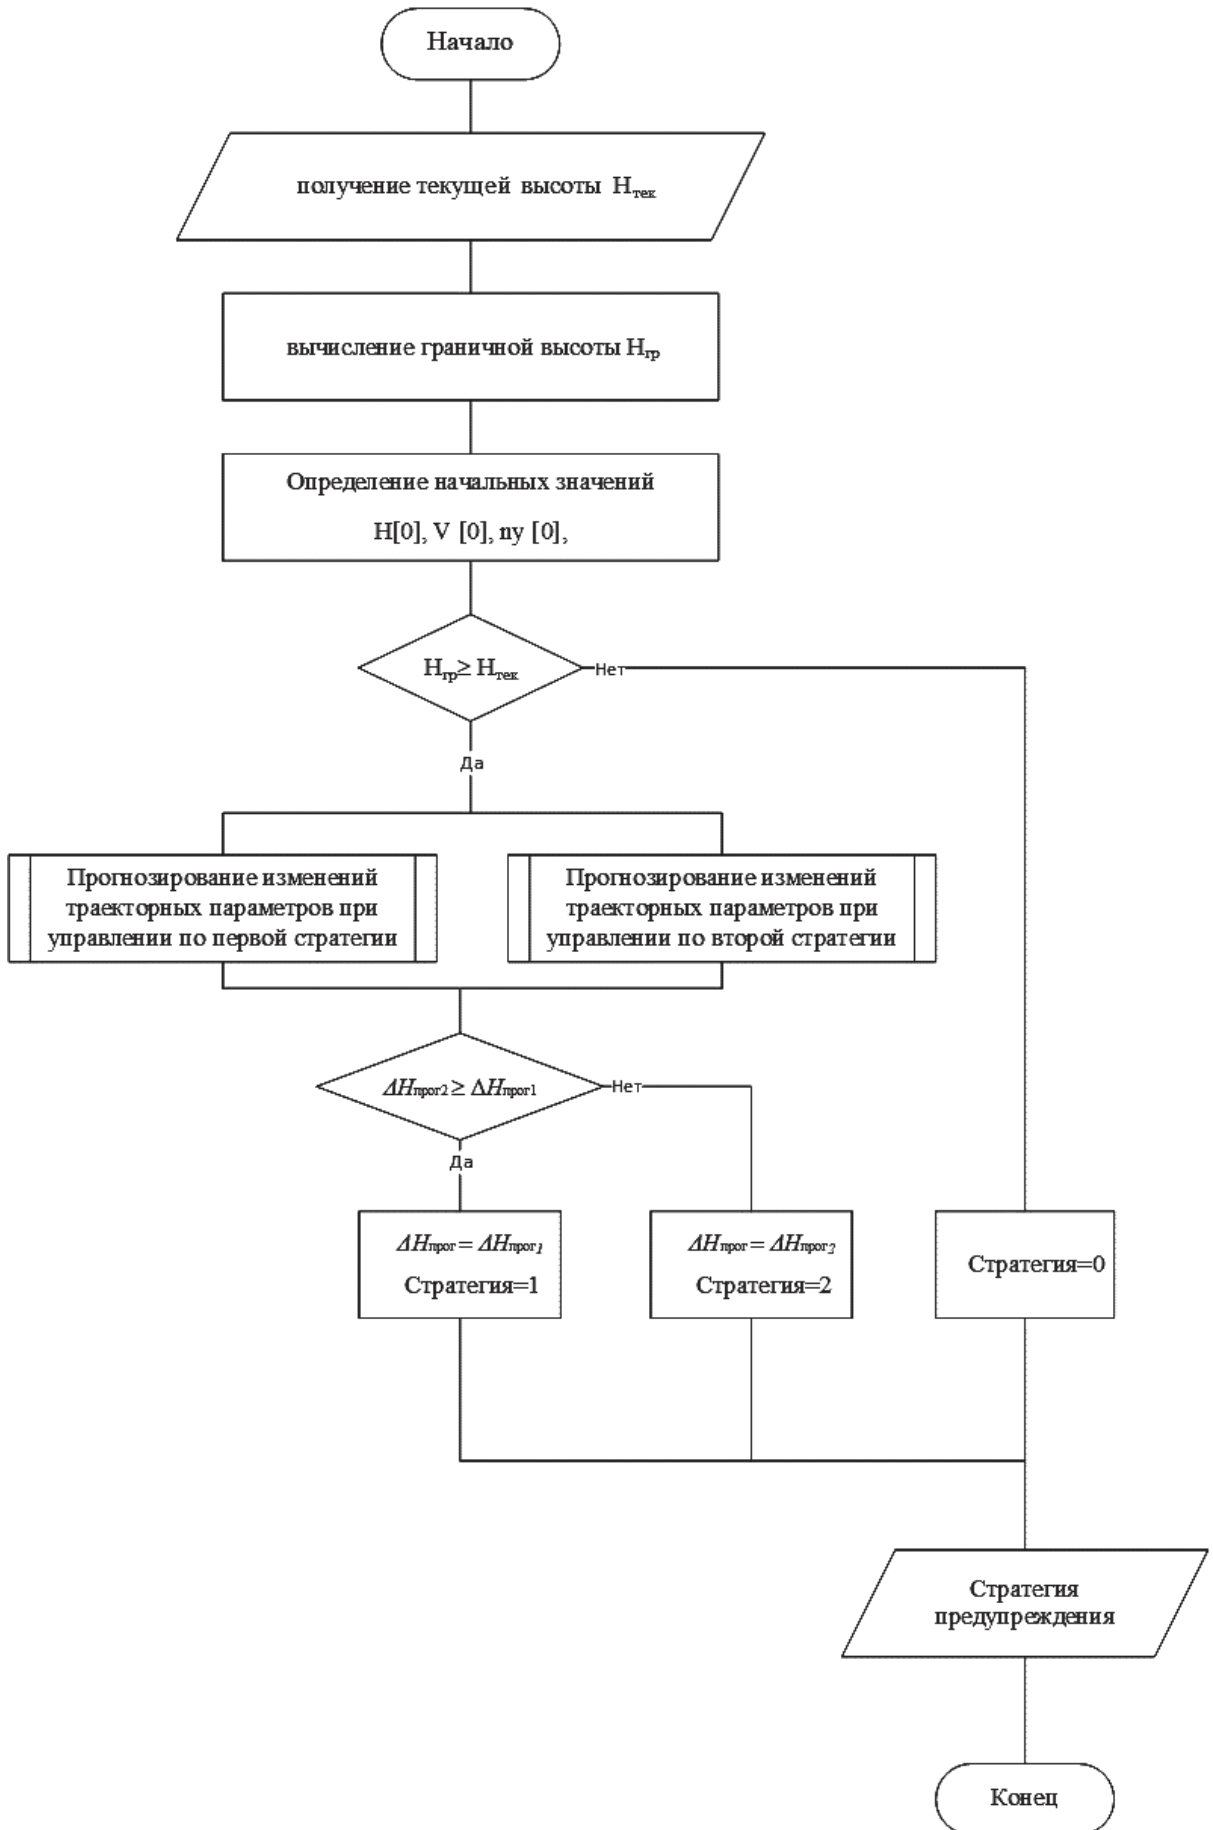 Начало
получение текущей высоты Hтек
вычисление граничной высоты Hгр
Определение начальных значений
H[0], V [0], ny [0],
Hгр≥ Hтек
Нет
Да
Прогнозирование изменений
траекторных параметров при
управлении по первой стратегии
Прогнозирование изменений
траекторных параметров при
управлении по второй стратегии
ΔHпрог2 ≥ ΔHпрог1
Нет
Да
ΔHпрог = ΔHпрог1
Стратегия=1
ΔHпрог = ΔHпрог2
Стратегия=2
Стратегия=0
Стратегия
предупреждения
Конец